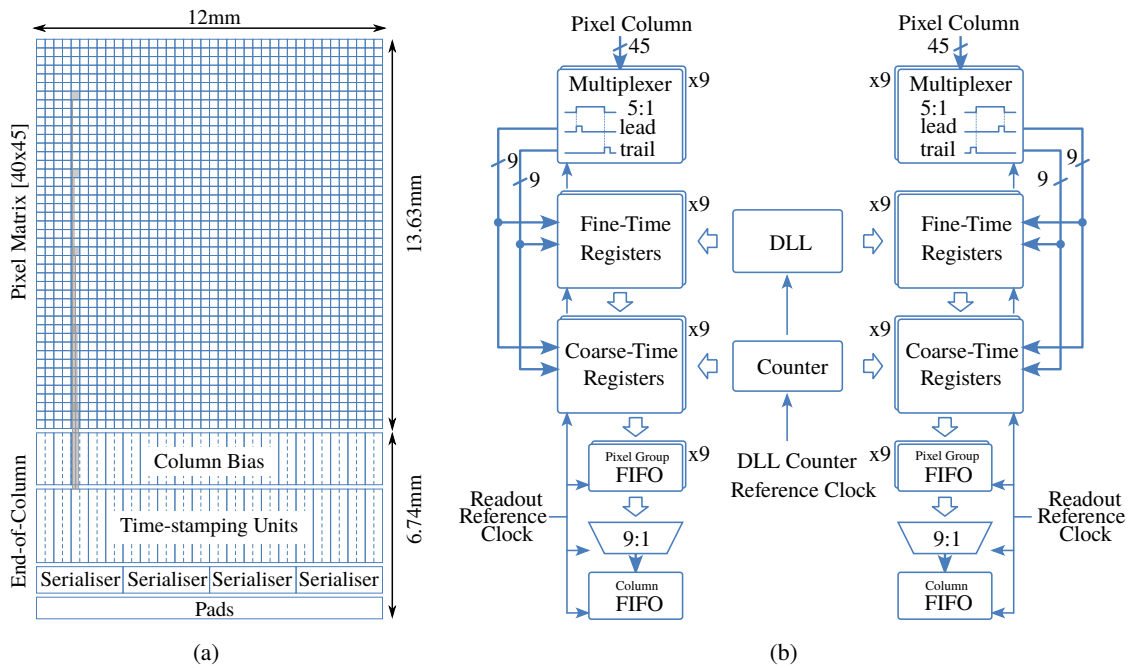 12mm
Pixel Matrix [40x45]
13.63mm
Column Bias
Time-stamping Units
End-of-Column
6.74mm
Serialiser Serialiser Serialiser Serialiser
Pads
(a)
Pixel Column
45
Multiplexer
x9
5:1
lead
trail
9
9
Fine-Time
Registers
x9
DLL
Coarse-Time
Registers
x9
Counter
Pixel Group
FIFO
x9
DLL Counter
Reference Clock
Readout
Reference
Clock
9:1
Column
FIFO
Pixel Column
45
x9
Multiplexer
5:1
lead
trail
9
9
x9
Fine-Time
Registers
x9
Coarse-Time
Registers
x9
Pixel Group
FIFO
Readout
Reference
Clock
9:1
Column
FIFO
(b)